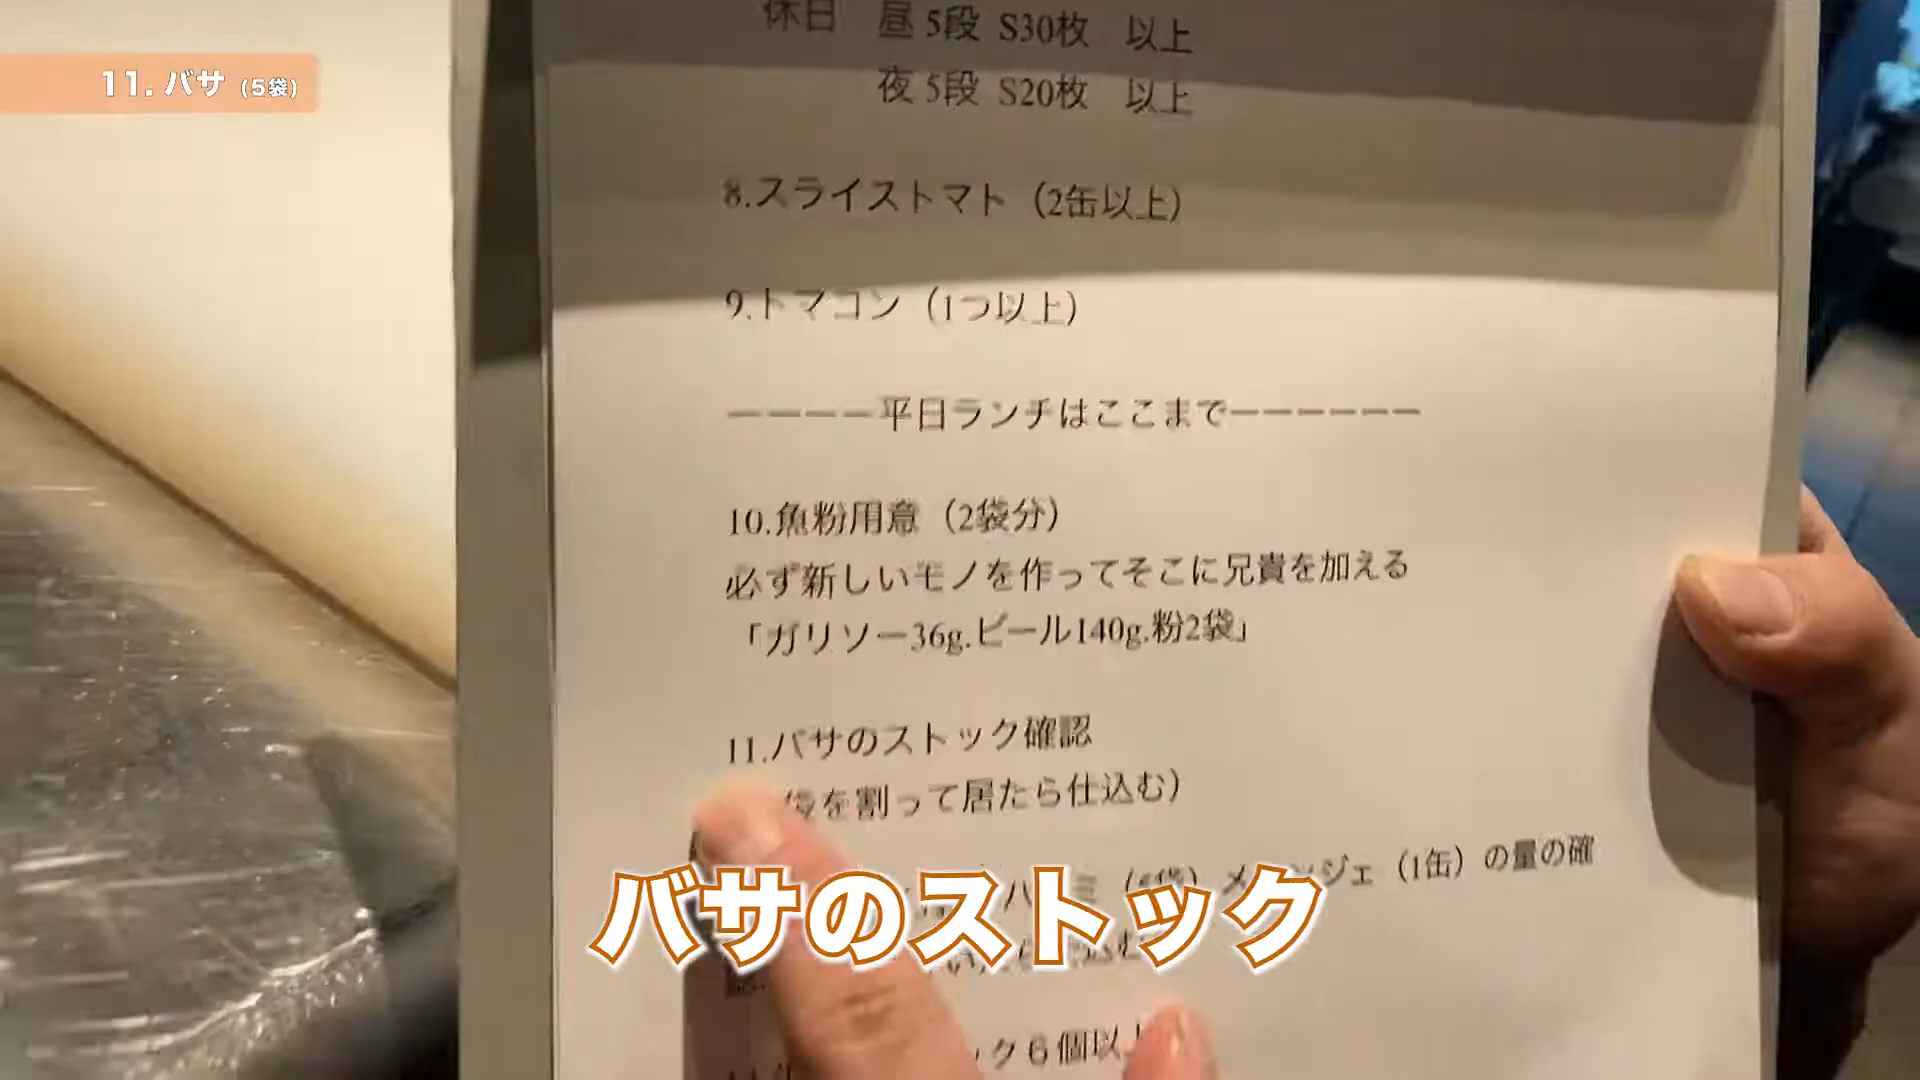 11. バサ (5袋)
休日 昼 5段 S30枚 以上
夜 5段 S20枚 以上
8.スライストマト（2缶以上）
9.トマコン（1つ以上）
ーーーー平日ランチはここまでーーーーーー
10.魚粉用意（2袋分）
必ず新しいモノを作ってそこに兄貴を加える
「ガリソー36g.ビール140g.粉2袋」
11.バサのストック確認
を割って居たら仕込む）
ジェ（1缶）の量の確
バサのストック
ック6個以上